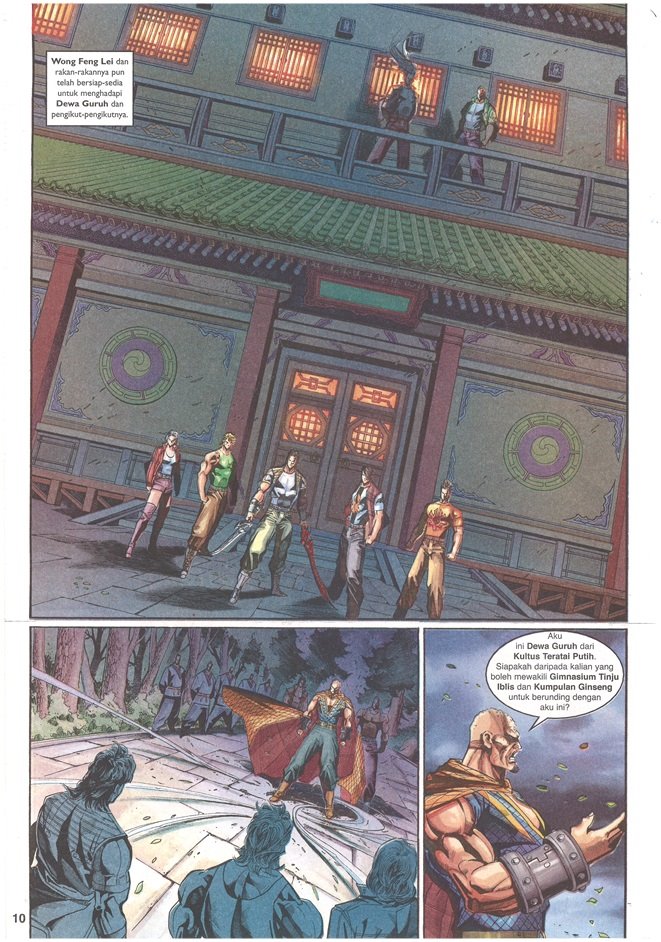 Wong Feng Lei dan
rakan-rakannya pun
telah bersiap-sedia
untuk menghadapi
Dewa Guruh dan
pengikut-pengikutnya.
Aku
ini Dewa Guruh dari
Kultus Teratai Putih.
Siapakah daripada kalian yang
boleh mewakili Gimnasium Tinju
Iblis dan Kumpulan Ginseng
untuk berunding dengan
aku ini?
10